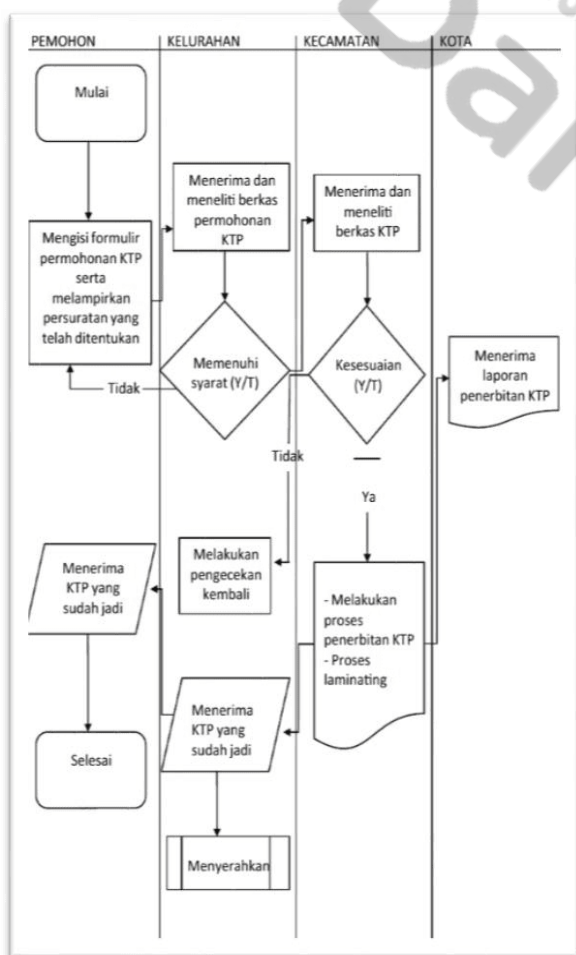 PEMOHON
KELURAHAN
KECAMATAN
KOTA
Mulai
Mengisi formulir
permohonan KTP
serta
melampirkan
persuratan yang
telah ditentukan
Menerima dan
meneliti berkas
permohonan
KTP
Menerima dan
meneliti
berkas KTP
Memenuhi
syarat (Y/T)
Tidak
Kesesuaian
(Y/T)
Tidak
Ya
Menerima
laporan
penerbitan KTP
Melakukan
pengecekan
kembali
- Melakukan
proses
penerbitan KTP
- Proses
laminating
Menerima
KTP yang
sudah jadi
Menerima
KTP yang
sudah jadi
Selesai
Menyerahkan